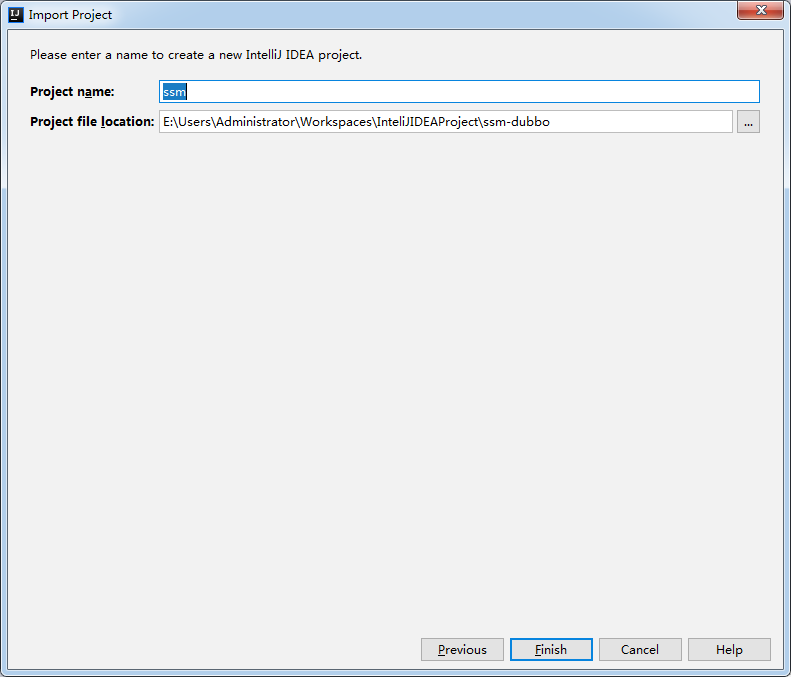 IJ Import Project
Please enter a name to create a new IntelliJ IDEA project.
Project name: ssm
Project file location: E:\Users\Administrator\Workspaces\InteliJIDEAProject\ssm-dubbo ...
Previous Finish Cancel Help